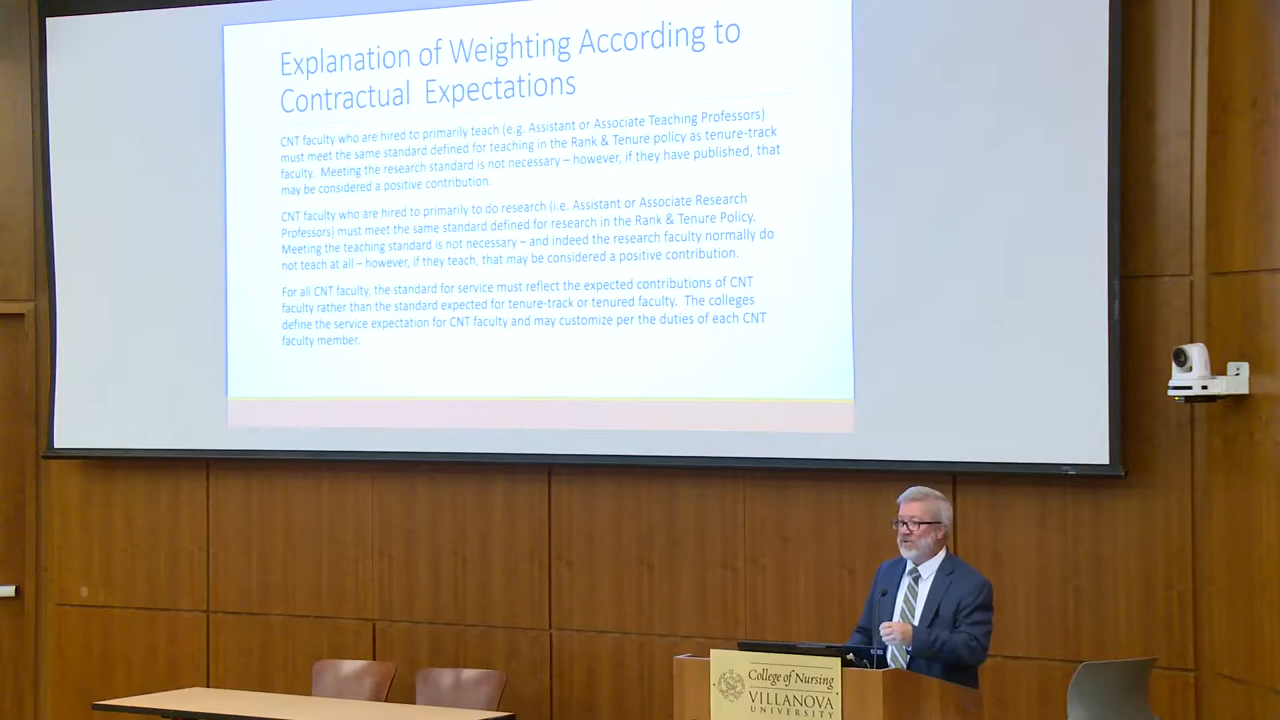 Explanation of Weighting According to
Contractual Expectations
CNT faculty who are hired to primarily teach (e.g. Assistant or Associate Teaching Professors)
must meet the same standard defined for teaching in the Rank & Tenure policy as tenure-track
faculty. Meeting the research standard is not necessary – however, if they have published, that
may be considered a positive contribution.
CNT faculty who are hired to primarily to do research (i.e. Assistant or Associate Research
Professors) must meet the same standard defined for research in the Rank & Tenure Policy.
Meeting the teaching standard is not necessary – and indeed the research faculty normally do
not teach at all – however, if they teach, that may be considered a positive contribution.
For all CNT faculty, the standard for service must reflect the expected contributions of CNT
faculty rather than the standard expected for tenure-track or tenured faculty. The colleges
define the service expectation for CNT faculty and may customize per the duties of each CNT
faculty member.
College of Nursing
VILLANOVA
UNIVERSITY